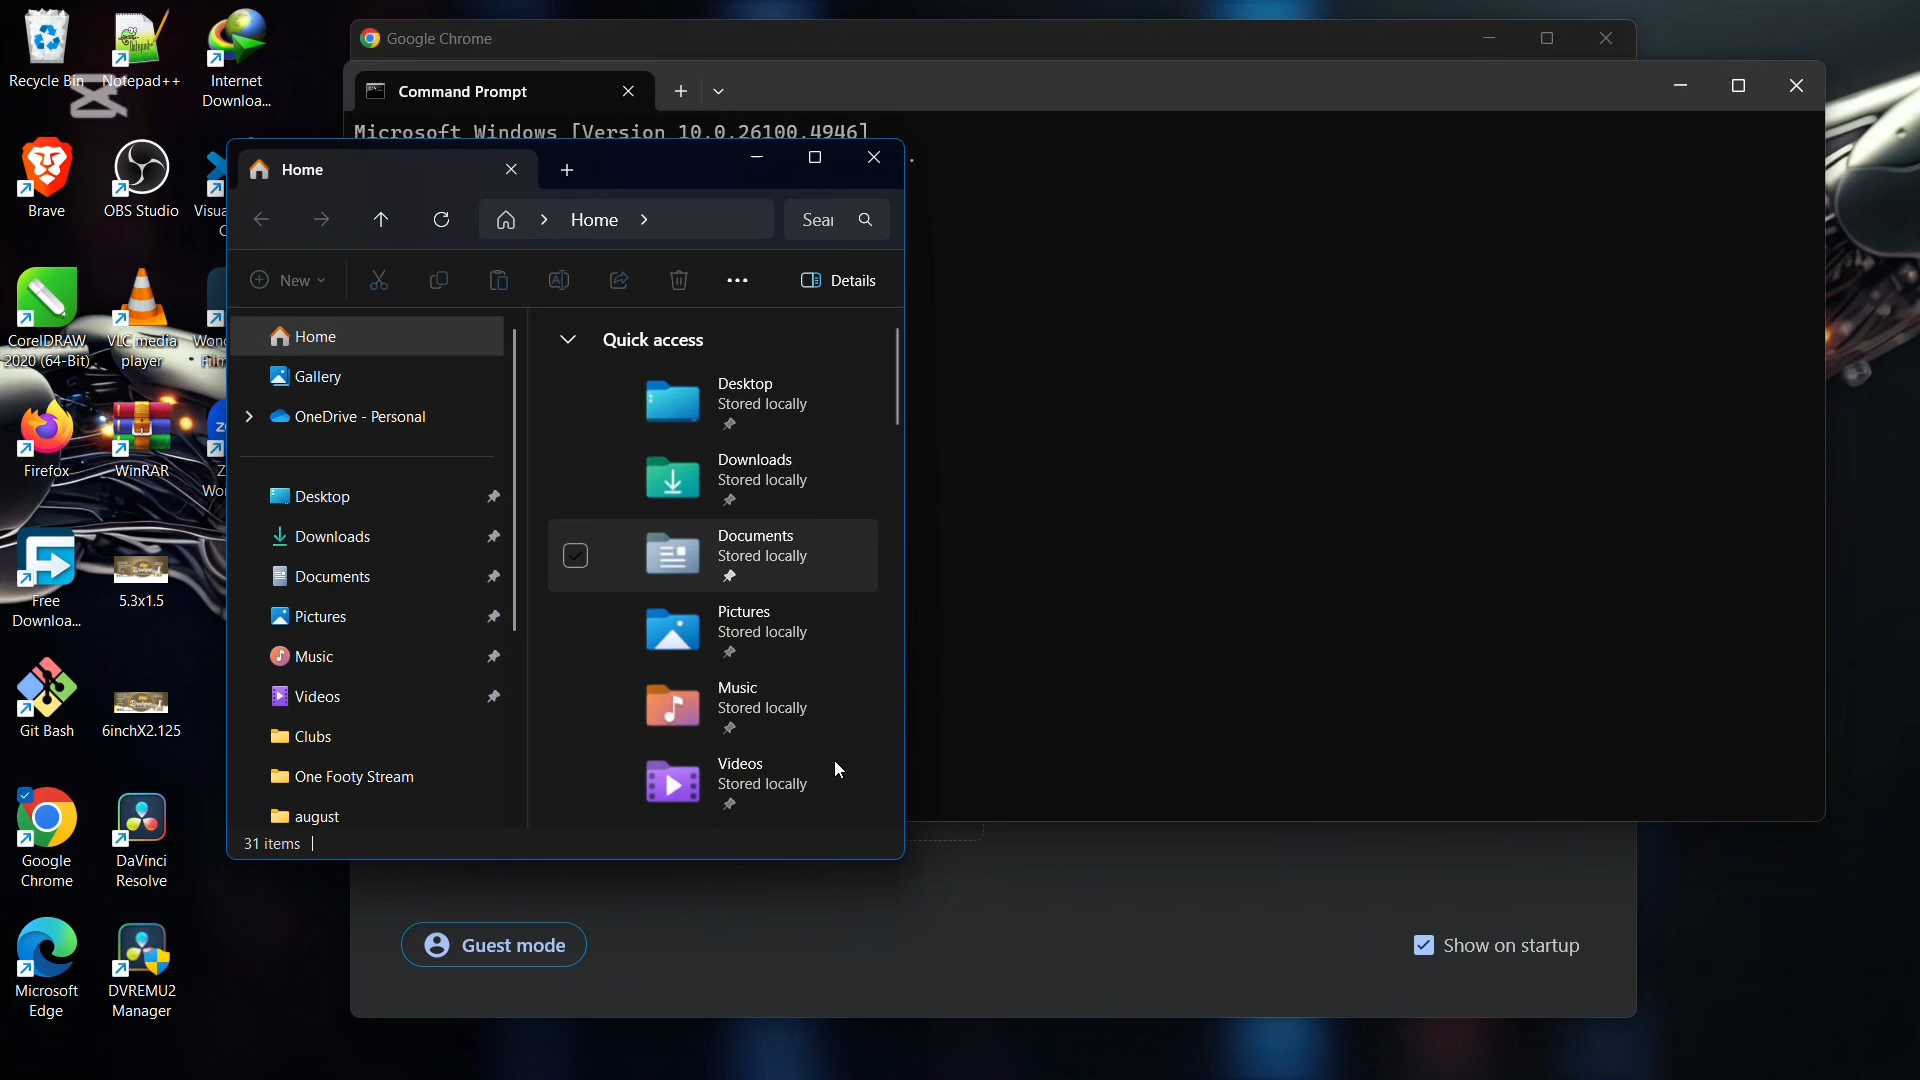 Recycle Bin
Notepad++
Internet
Downloa...
Brave
OBS Studio
CorelDRAW
2020 (64-Bit)
VLC media
player
Firefox
WinRAR
Free
Downloa...
5.3x1.5
Git Bash
6inchX2.125
Google
Chrome
DaVinci
Resolve
Microsoft
Edge
DVREMU2
Manager
Google Chrome
Command Prompt
Microsoft Windows [Version 10.0.26100.4946]
Home
Home
Sear
New
Details
Home
Gallery
OneDrive - Personal
Desktop
Downloads
Documents
Pictures
Music
Videos
Clubs
One Footy Stream
august
Quick access
Desktop
Stored locally
Downloads
Stored locally
Documents
Stored locally
Pictures
Stored locally
Music
Stored locally
Videos
Stored locally
31 items
Guest mode
Show on startup